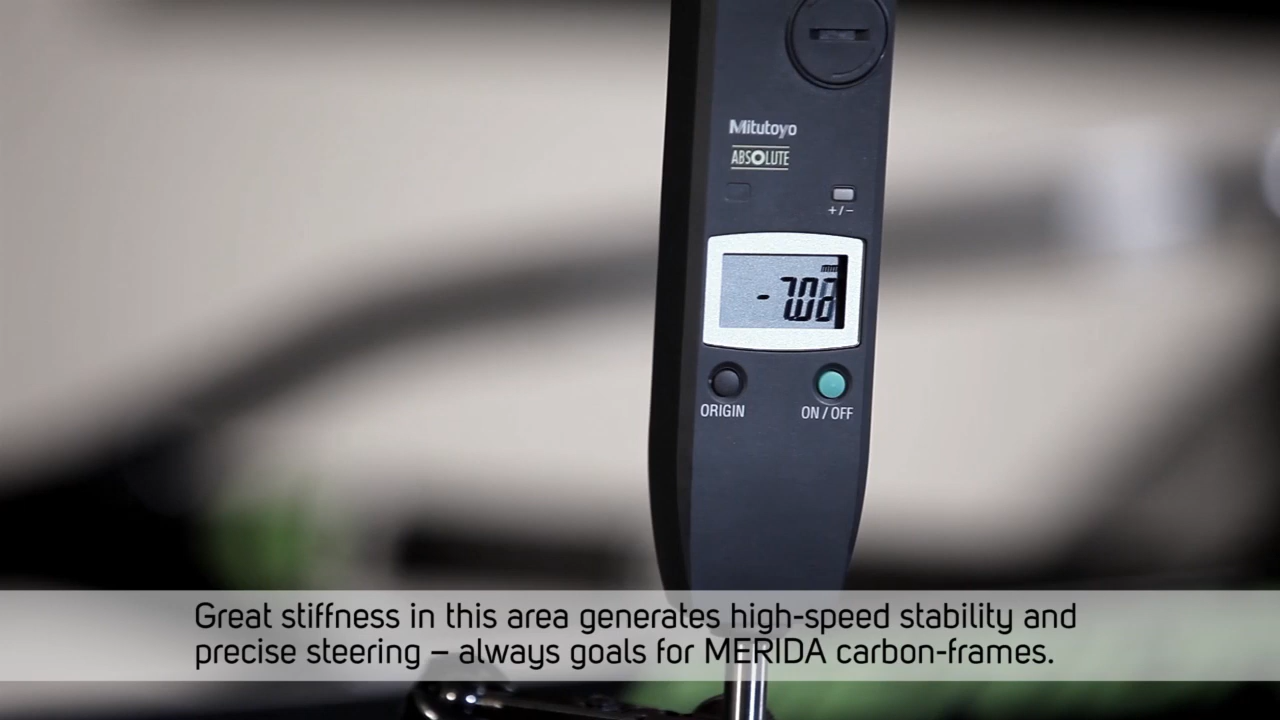 Mitutoyo
ABSOLUTE
+/−
mm
ORIGIN
ON / OFF
Great stiffness in this area generates high-speed stability and
precise steering – always goals for MERIDA carbon-frames.